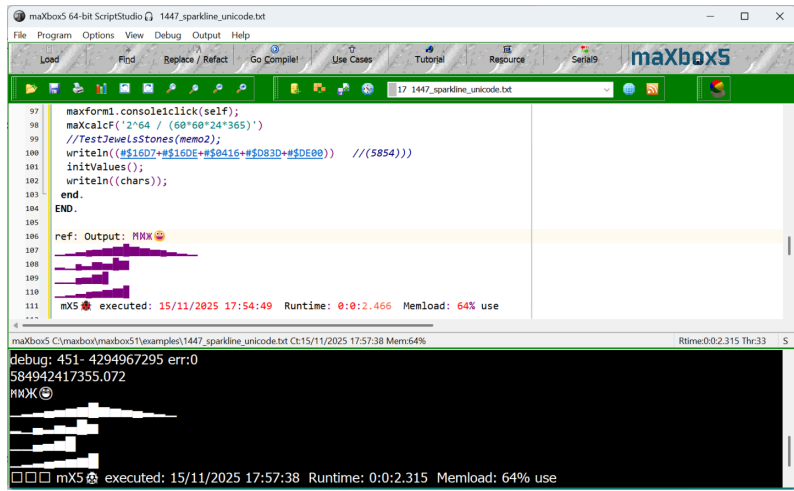 maXbox5 64-bit ScriptStudio 1447_sparkline_unicode.txt
File Program Options View Debug Output Help
Load Find Replace / Refact Go Compile! Use Cases Tutorial Resource Serial9 maXbox5
17 1447_sparkline_unicode.txt
97 maxform1.console1click(self);
98 maXcalcF('2^64 / (60*60*24*365)')
99 //TestJewelsStones(memo2);
100 writeln((#$16D7+#$16DE+#$0416+#$D83D+#$DE00)) //(5854)))
101 initValues();
102 writeln((chars));
103 end.
104 END.
105
106 ref: Output: ᛗᛞЖ😀
107 ▁▂▃▄▅▆▇█▇▆▅▄▃▂▁
108
109
110
111 mX5🐞 executed: 15/11/2025 17:54:49 Runtime: 0:0:2.466 Memload: 64% use
maXbox5 C:\maxbox\maxbox51\examples\1447_sparkline_unicode.txt Ct:15/11/2025 17:57:38 Mem:64% Rtime:0:0:2.315 Thr:33 S
debug: 451- 4294967295 err:0
584942417355.072
ᛗᛞЖ😀
▁▂▃▄▅▆▇█▇▆▅▄▃▂▁
□□□ mX5🐞 executed: 15/11/2025 17:57:38 Runtime: 0:0:2.315 Memload: 64% use